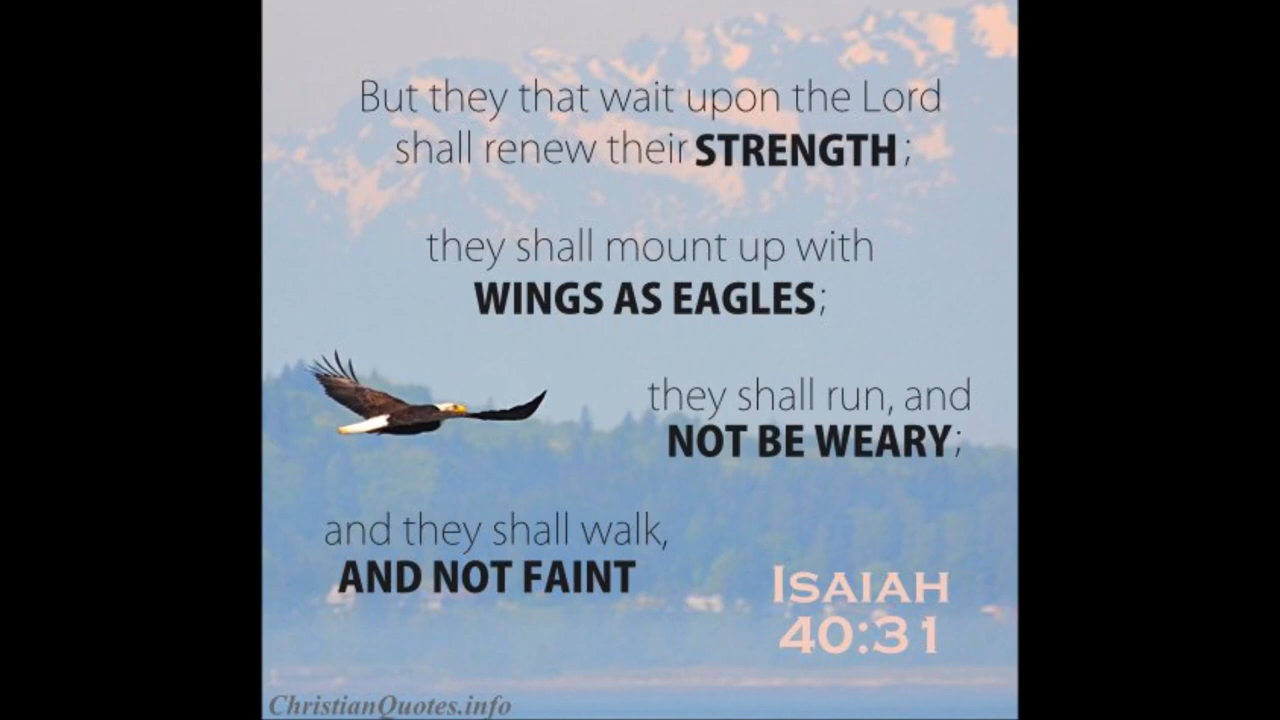 But they that wait upon the Lord
shall renew their STRENGTH;
they shall mount up with
WINGS AS EAGLES;
they shall run, and
NOT BE WEARY;
and they shall walk,
AND NOT FAINT
ISAIAH
40:31
ChristianQuotes.info